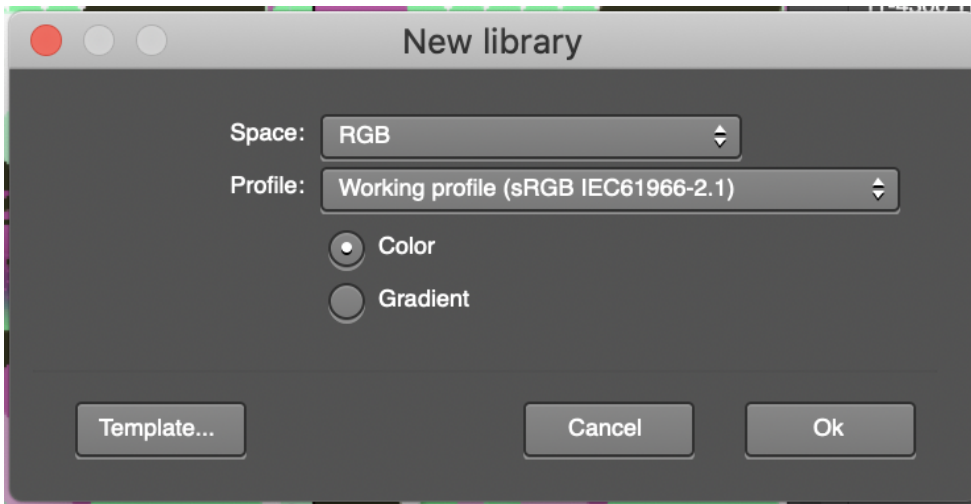 New library
Space: RGB
Profile: Working profile (sRGB IEC61966-2.1)
Color
Gradient
Template... Cancel Ok